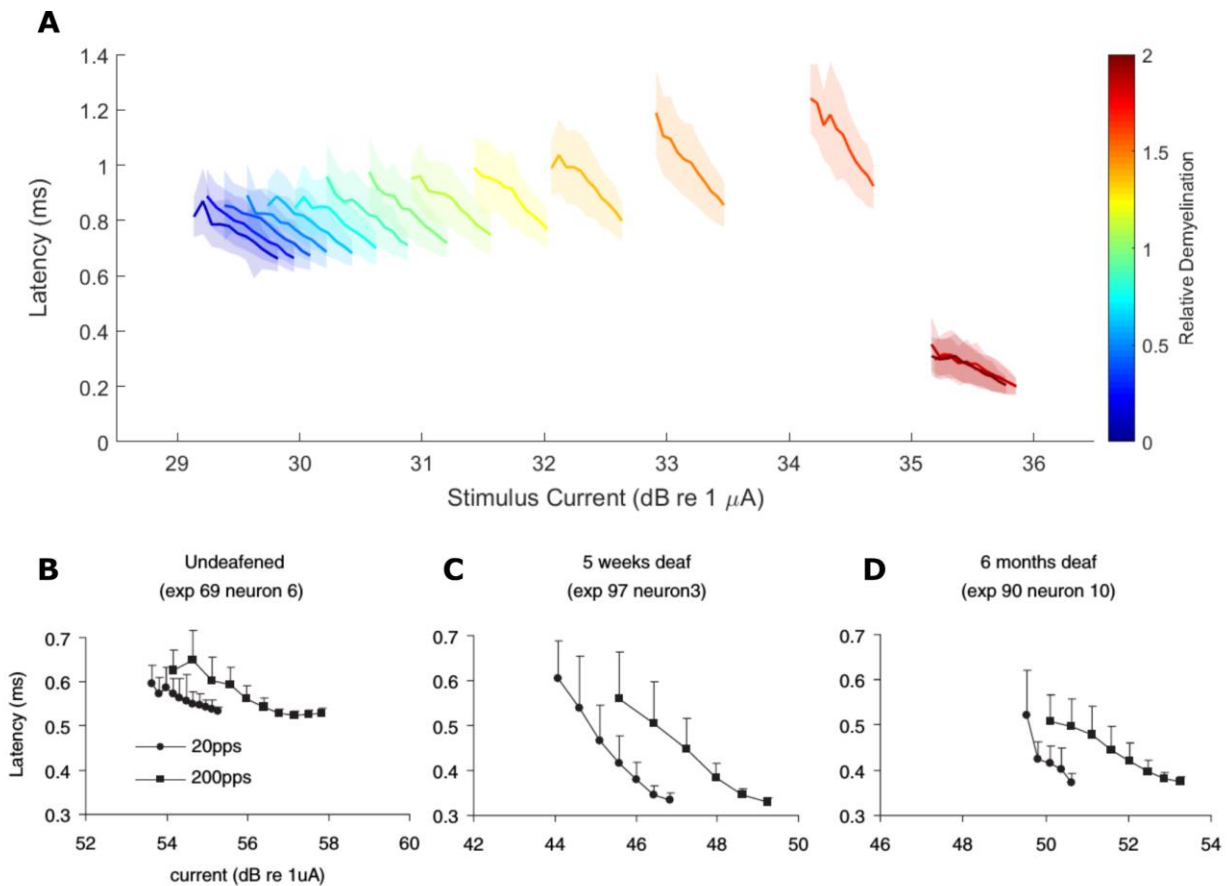 A
1.4
1.2
1
0.8
0.6
0.4
0.2
0
Latency (ms)
29 30 31 32 33 34 35 36
Stimulus Current (dB re 1 μA)
2
1.5
1
0.5
0
Relative Demyelination
B
Undeafened
(exp 69 neuron 6)
0.7
0.6
0.5
0.4
0.3
Latency (ms)
20pps
200pps
52 54 56 58 60
current (dB re 1uA)
C
5 weeks deaf
(exp 97 neuron3)
0.7
0.6
0.5
0.4
0.3
42 44 46 48 50
D
6 months deaf
(exp 90 neuron 10)
0.7
0.6
0.5
0.4
0.3
46 48 50 52 54